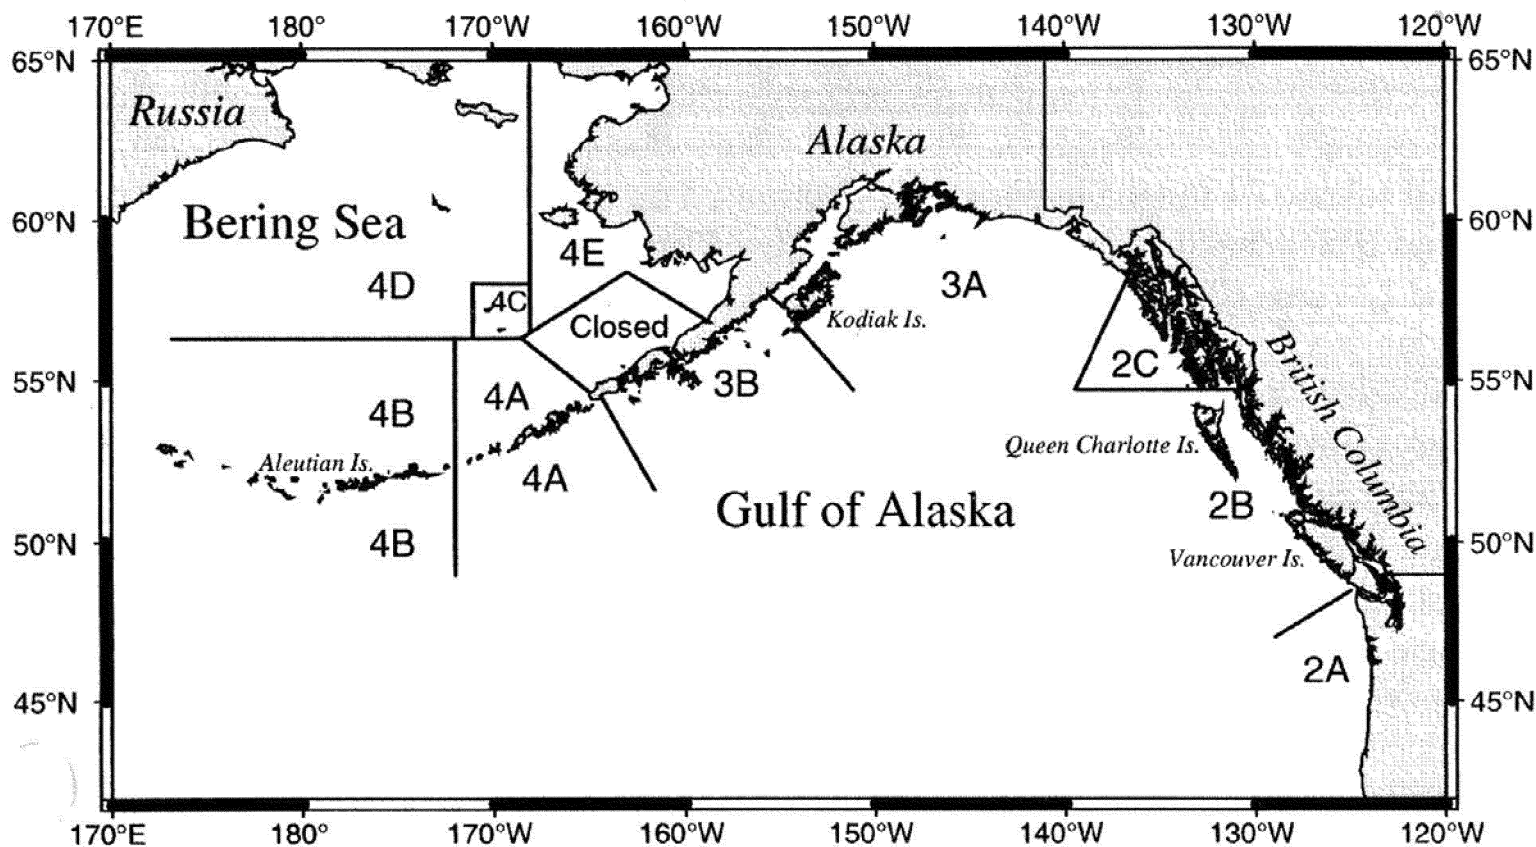 170°E 180° 170°W 160°W 150°W 140°W 130°W 120°W
65°N 65°N
Russia
Alaska
Bering Sea
60°N 60°N
4E
4D
4C
3A
Closed
Kodiak Is.
2C
British Columbia
55°N 55°N
3B
4A
4B
Queen Charlotte Is.
Aleutian Is.
4A
Gulf of Alaska
2B
50°N 50°N
4B
Vancouver Is.
2A
45°N 45°N
170°E 180° 170°W 160°W 150°W 140°W 130°W 120°W